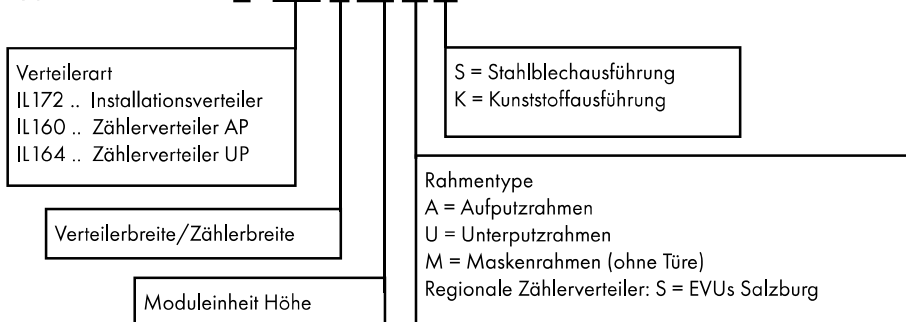 Verteilerart
IL172 .. Installationsverteiler
IL160 .. Zählerverteiler AP
IL164 .. Zählerverteiler UP
S = Stahlblechausführung
K = Kunststoffausführung
Verteilerbreite/Zählerbreite
Rahmentype
A = Aufputzrahmen
U = Unterputzrahmen
M = Maskenrahmen (ohne Türe)
Regionale Zählerverteiler: S = EVUs Salzburg
Moduleinheit Höhe